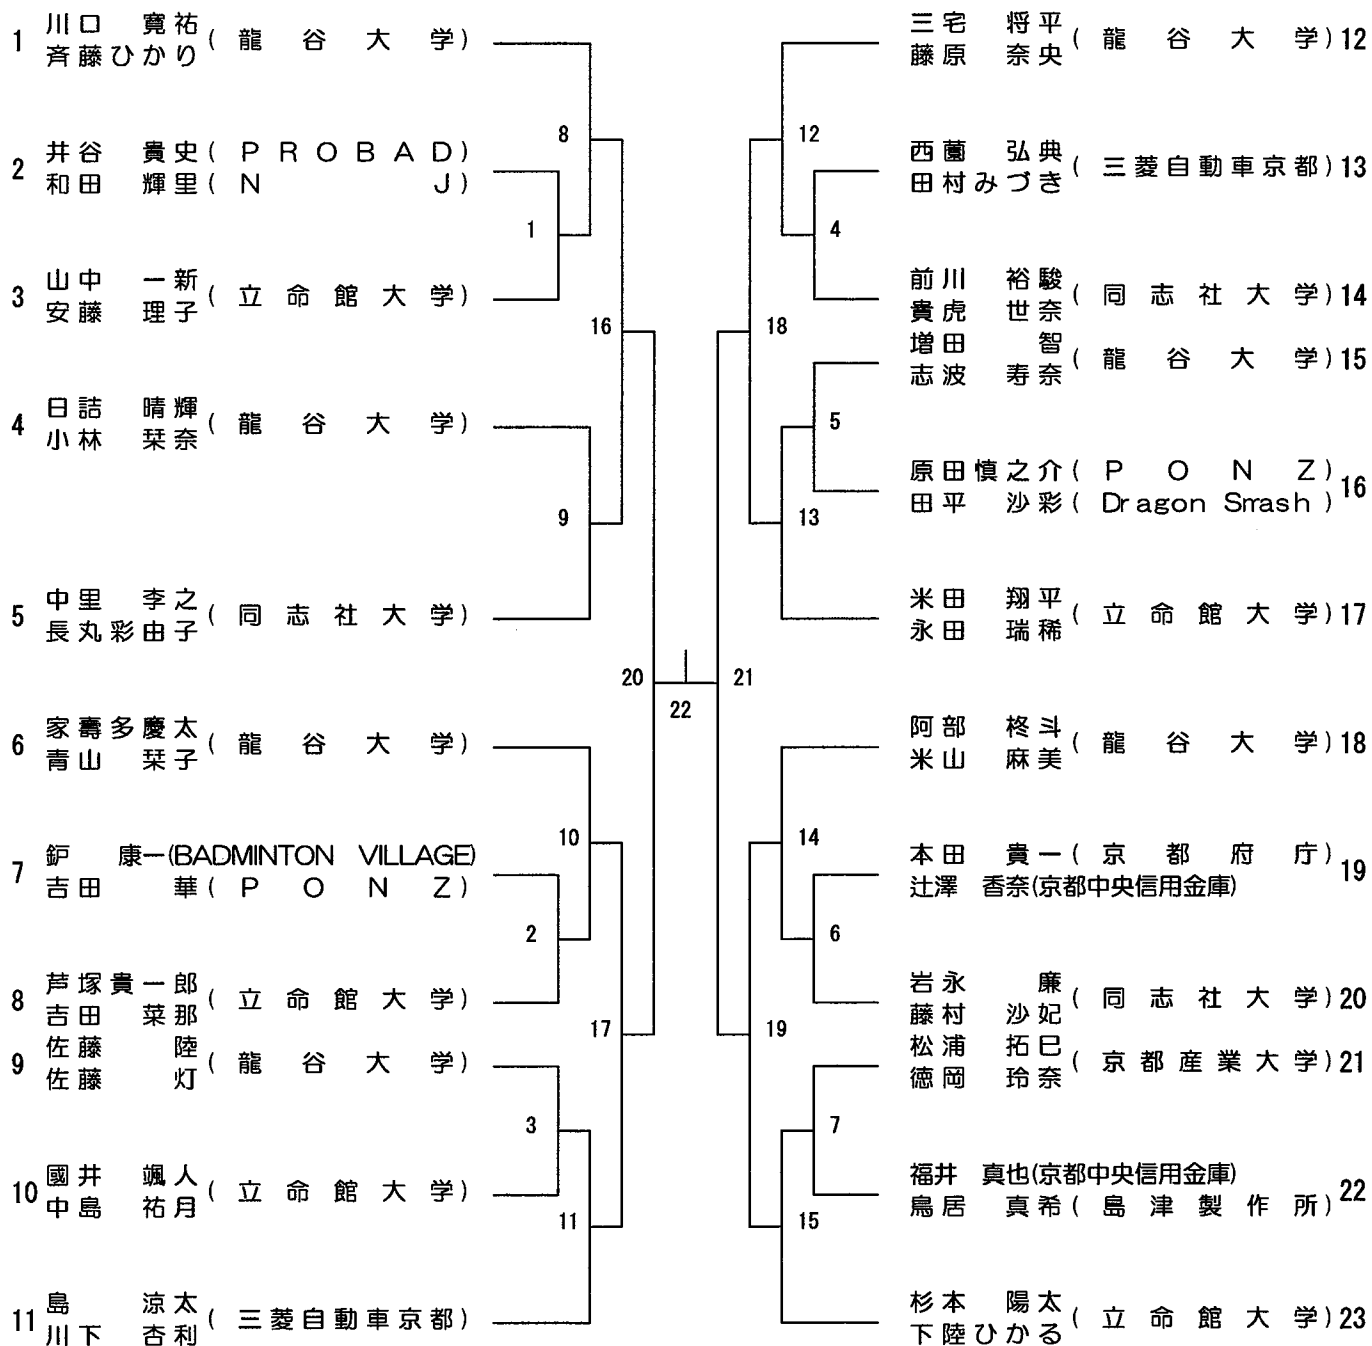 1 川口 寛祐 (龍谷大学)
斉藤ひかり
2 井谷 貴史 (PROBAD)
和田 輝里 (NJ)
3 山中 一新 (立命館大学)
安藤 理子
4 日詰 晴輝 (龍谷大学)
小林 栞奈
5 中里 李之 (同志社大学)
長丸彩由子
6 家壽多慶太 (龍谷大学)
青山 栞子
7 鈩 康一 (BADMINTON VILLAGE)
吉田 華 (PONZ)
8 芦塚貴一郎 (立命館大学)
吉田 菜那
9 佐藤 陸 (龍谷大学)
佐藤 灯
10 國井 颯人 (立命館大学)
中島 祐月
11 島 涼太 (三菱自動車京都)
川下 杏利
8
1
16
9
20
10
2
17
3
11
22
12
4
18
5
13
21
14
6
19
7
15
三宅 将平 (龍谷大学) 12
藤原 奈央
西薗 弘典 (三菱自動車京都) 13
田村みづき
前川 裕駿 (同志社大学) 14
貴虎 世奈
増田 智 (龍谷大学) 15
志波 寿奈
原田慎之介 (PONZ) 16
田平 沙彩 (Dragon Smash)
米田 翔平 (立命館大学) 17
永田 瑞稀
阿部 柊斗 (龍谷大学) 18
米山 麻美
本田 貴一 (京都府庁) 19
辻澤 香奈 (京都中央信用金庫)
岩永 廉 (同志社大学) 20
藤村 沙妃
松浦 拓巳 (京都産業大学) 21
徳岡 玲奈
福井 真也 (京都中央信用金庫) 22
鳥居 真希 (島津製作所)
杉本 陽太 (立命館大学) 23
下陸ひかる